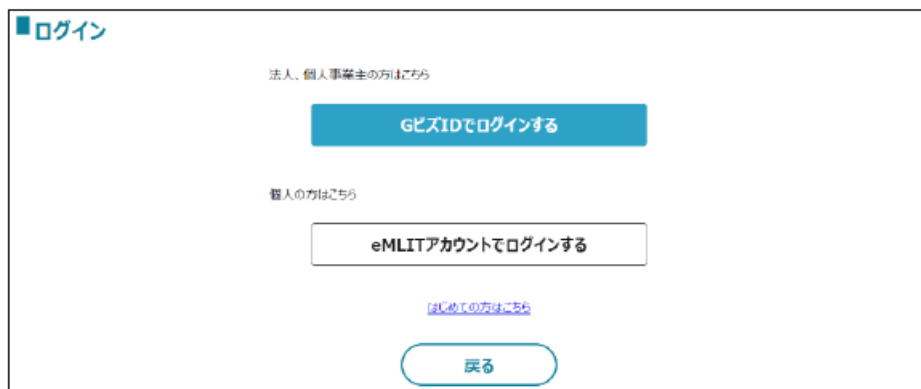 ログイン
法人、個人事業主の方はこちら
GビズIDでログインする
個人の方はこちら
eMLITアカウントでログインする
はじめての方はこちら
戻る